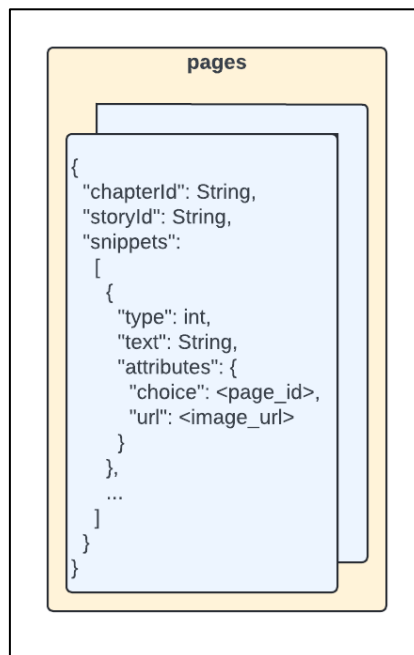 pages
{
"chapterId": String,
"storyId": String,
"snippets":
[
{
"type": int,
"text": String,
"attributes": {
"choice": <page_id>,
"url": <image_url>
}
},
...
]
}
}